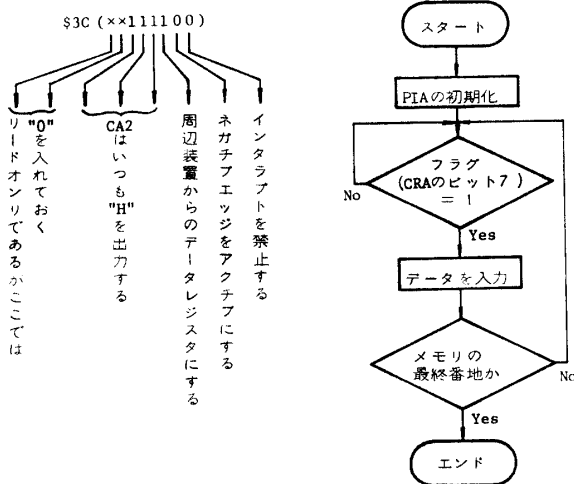 $3C (××111100)
インタラプトを禁止する
ネガチブエッジをアクチブにする
周辺装置からのデータレジスタにする
CA2
はいつも"H"を出力する
"0"を入れておく
リードオンリであるがここでは
スタート
PIAの初期化
フラグ
(CRAのビット7)
= 1
No
Yes
データを入力
メモリの
最終番地か
No
Yes
エンド